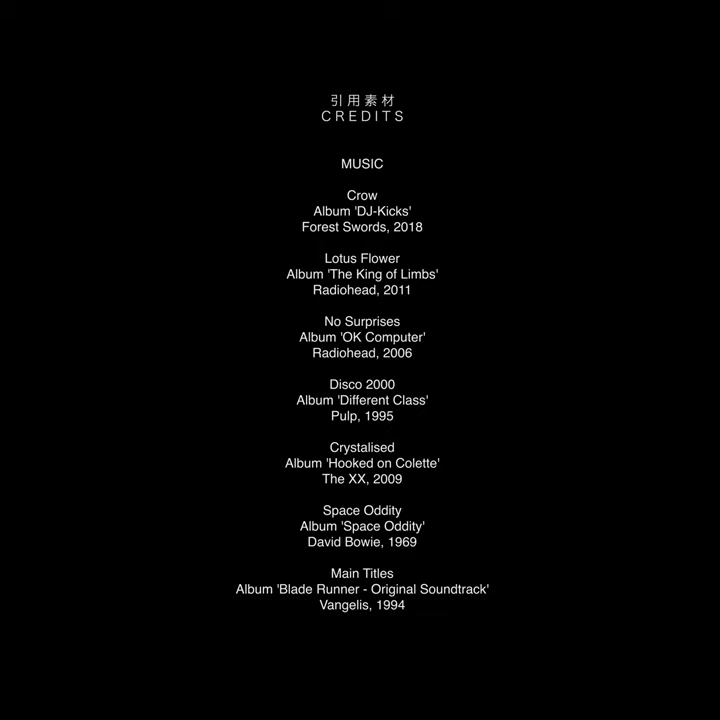 引用素材
CREDITS
MUSIC
Crow
Album 'DJ-Kicks'
Forest Swords, 2018
Lotus Flower
Album 'The King of Limbs'
Radiohead, 2011
No Surprises
Album 'OK Computer'
Radiohead, 2006
Disco 2000
Album 'Different Class'
Pulp, 1995
Crystalised
Album 'Hooked on Colette'
The XX, 2009
Space Oddity
Album 'Space Oddity'
David Bowie, 1969
Main Titles
Album 'Blade Runner - Original Soundtrack'
Vangelis, 1994